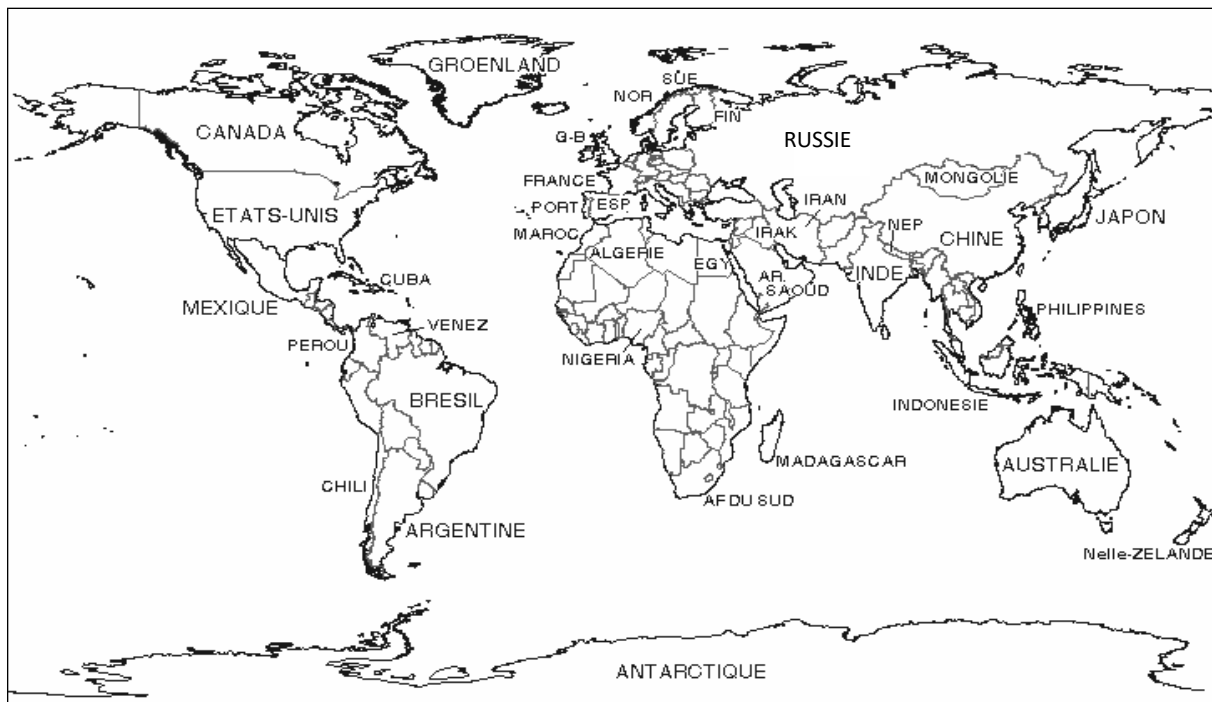 GROENLAND
SUE
NOR
FIN
CANADA
G-B
RUSSIE
FRANCE
MONGOLIE
ETATS-UNIS
PORT
ESP
IRAN
JAPON
MAROC
IRAK
NEP
CHINE
ALGERIE
EGY
INDE
CUBA
AR.
SAOUD
MEXIQUE
PHILIPPINES
VENEZ
PEROU
NIGERIA
BRESIL
INDONESIE
MADAGASCAR
AUSTRALIE
CHILI
AF DU SUD
ARGENTINE
Nelle-ZELANDE
ANTARCTIQUE